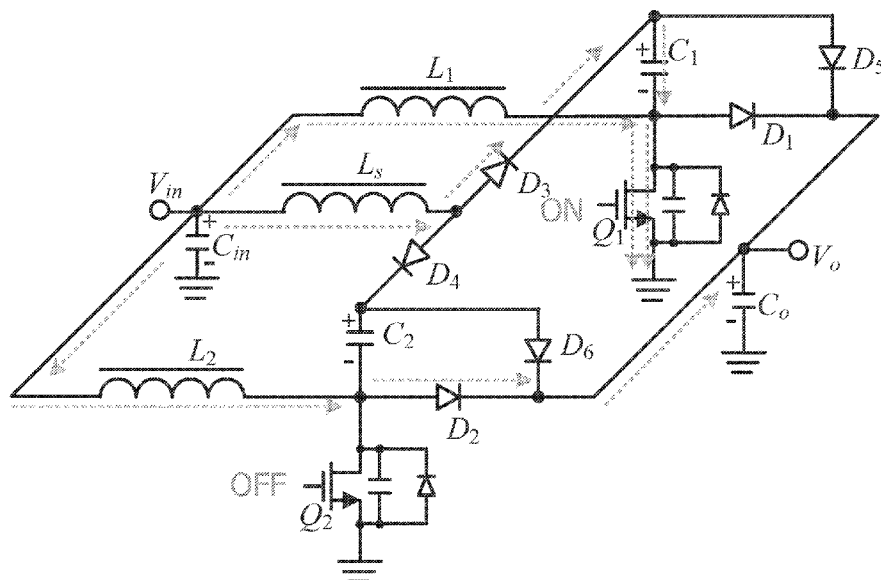 +
C1
-
D5
L1
D1
Vin
Ls
D3
ON
Q1
+
Cin
-
D4
Vo
+
Co
-
+
C2
-
D6
L2
D2
OFF
Q2